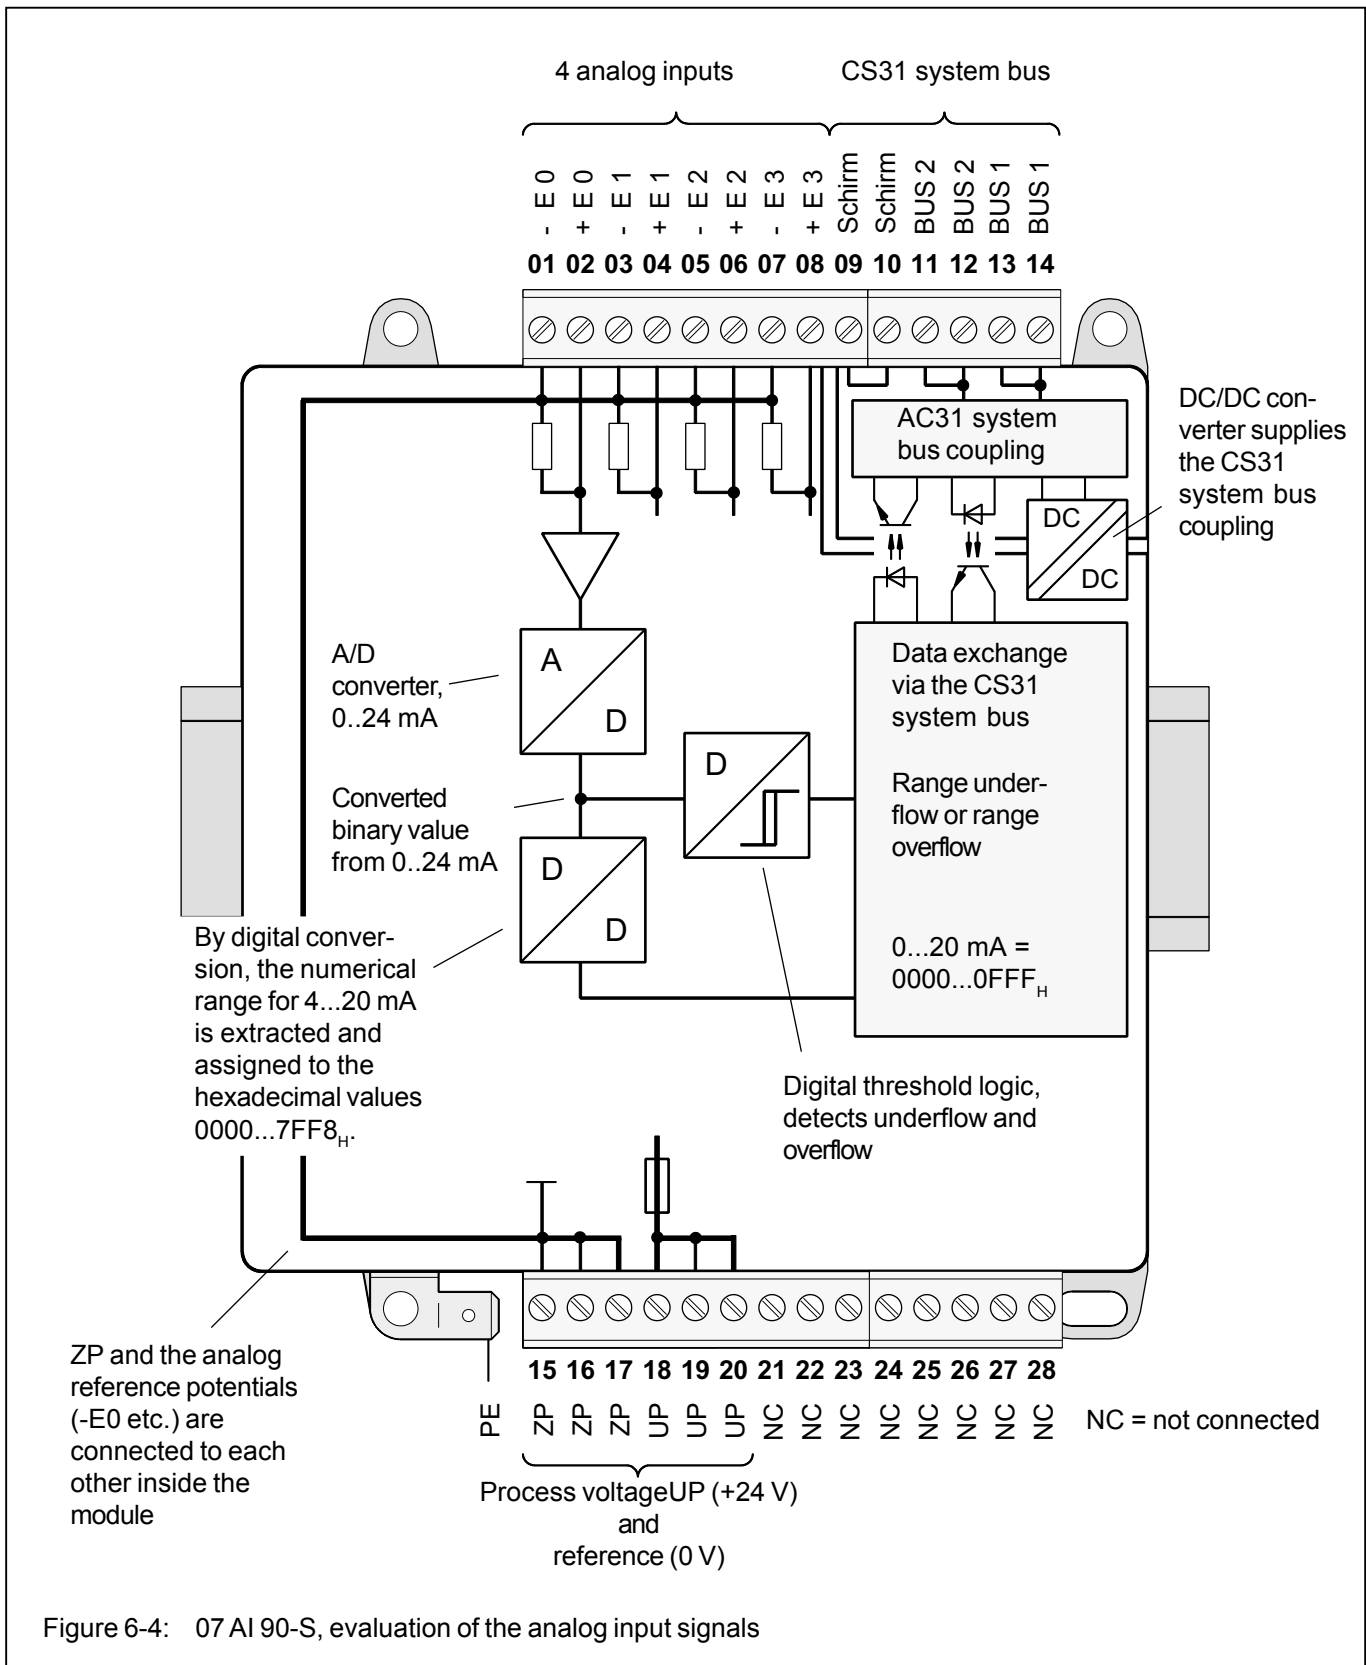 4 analog inputs
CS31 system bus
- E 0
+ E 0
- E 1
+ E 1
- E 2
+ E 2
- E 3
+ E 3
Schirm
Schirm
BUS 2
BUS 2
BUS 1
BUS 1
01 02 03 04 05 06 07 08 09 10 11 12 13 14
AC31 system
bus coupling
DC/DC con-
verter supplies
the CS31
system bus
coupling
DC
DC
A/D
converter,
0..24 mA
A
D
Data exchange
via the CS31
system bus
Range under-
flow or range
overflow
0...20 mA =
0000...0FFFH
D
Converted
binary value
from 0..24 mA
D
D
By digital conver-
sion, the numerical
range for 4...20 mA
is extracted and
assigned to the
hexadecimal values
0000...7FF8H.
Digital threshold logic,
detects underflow and
overflow
ZP and the analog
reference potentials
(-E0 etc.) are
connected to each
other inside the
module
15 16 17 18 19 20 21 22 23 24 25 26 27 28
PE
ZP
ZP
ZP
UP
UP
UP
NC
NC
NC
NC
NC
NC
NC
NC
NC = not connected
Process voltageUP (+24 V)
and
reference (0 V)
Figure 6-4: 07 AI 90-S, evaluation of the analog input signals